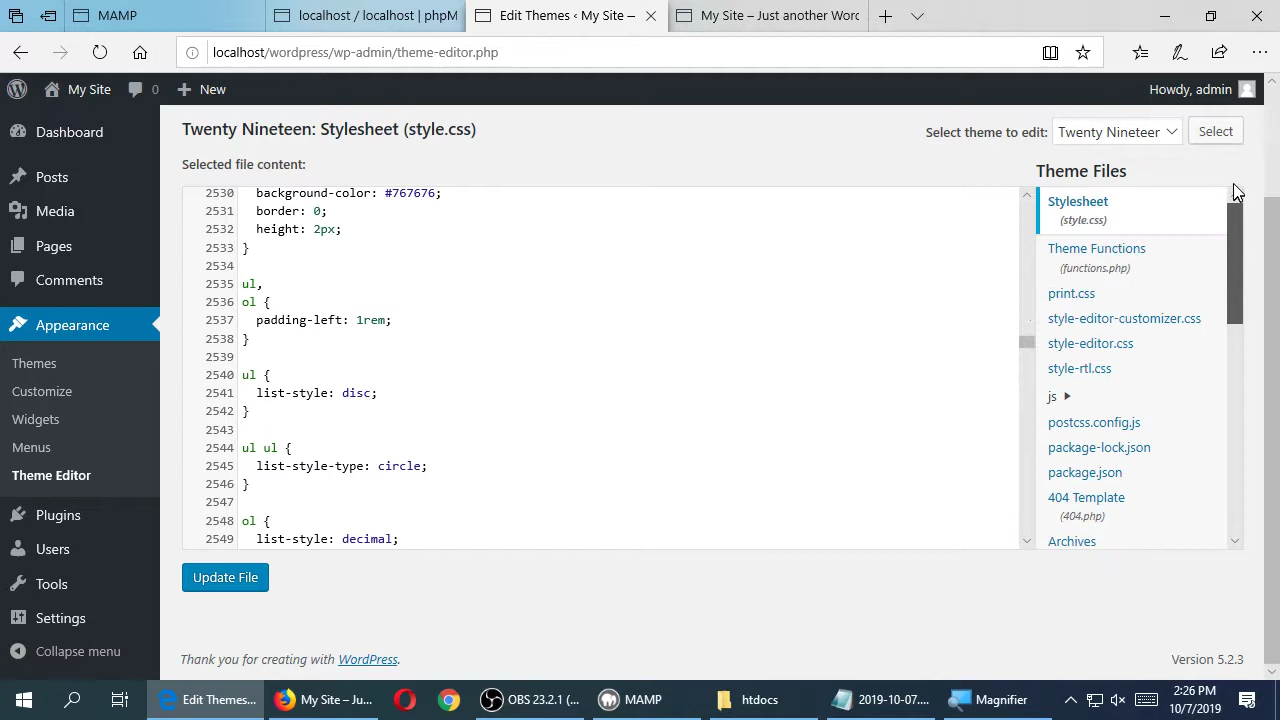 MAMP
localhost / localhost | phpM
Edit Themes ‹ My Site —
My Site – Just another Wor
localhost/wordpress/wp-admin/theme-editor.php
My Site
0
New
Howdy, admin
Dashboard
Posts
Media
Pages
Comments
Appearance
Themes
Customize
Widgets
Menus
Theme Editor
Plugins
Users
Tools
Settings
Collapse menu
Twenty Nineteen: Stylesheet (style.css)
Select theme to edit: Twenty Nineteen Select
Selected file content:
2530 background-color: #767676;
2531 border: 0;
2532 height: 2px;
2533 }
2534
2535 ul,
2536 ol {
2537 padding-left: 1rem;
2538 }
2539
2540 ul {
2541 list-style: disc;
2542 }
2543
2544 ul ul {
2545 list-style-type: circle;
2546 }
2547
2548 ol {
2549 list-style: decimal;
Theme Files
Stylesheet
(style.css)
Theme Functions
(functions.php)
print.css
style-editor-customizer.css
style-editor.css
style-rtl.css
js
postcss.config.js
package-lock.json
package.json
404 Template
(404.php)
Archives
Update File
Thank you for creating with WordPress.
Version 5.2.3
Edit Themes...
My Site – Ju...
OBS 23.2.1 (...
MAMP
htdocs
2019-10-07....
Magnifier
2:26 PM
10/7/2019